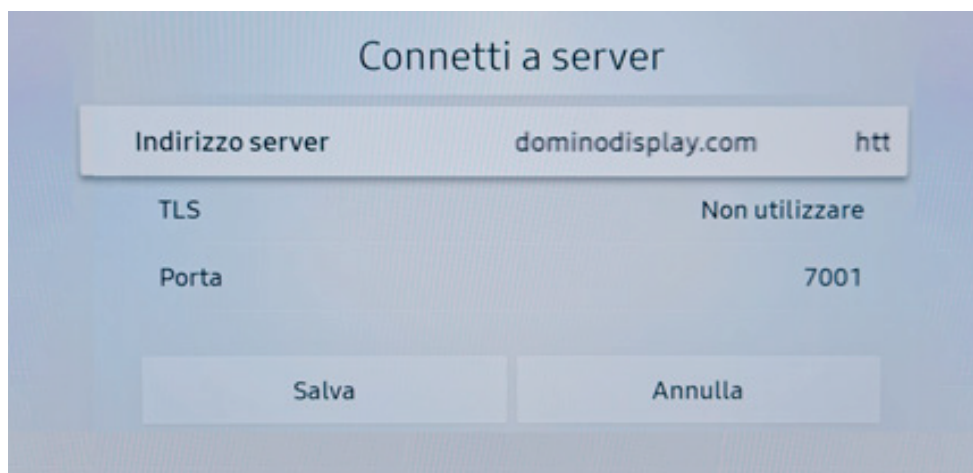 Connetti a server
Indirizzo server dominodisplay.com htt
TLS Non utilizzare
Porta 7001
Salva Annulla